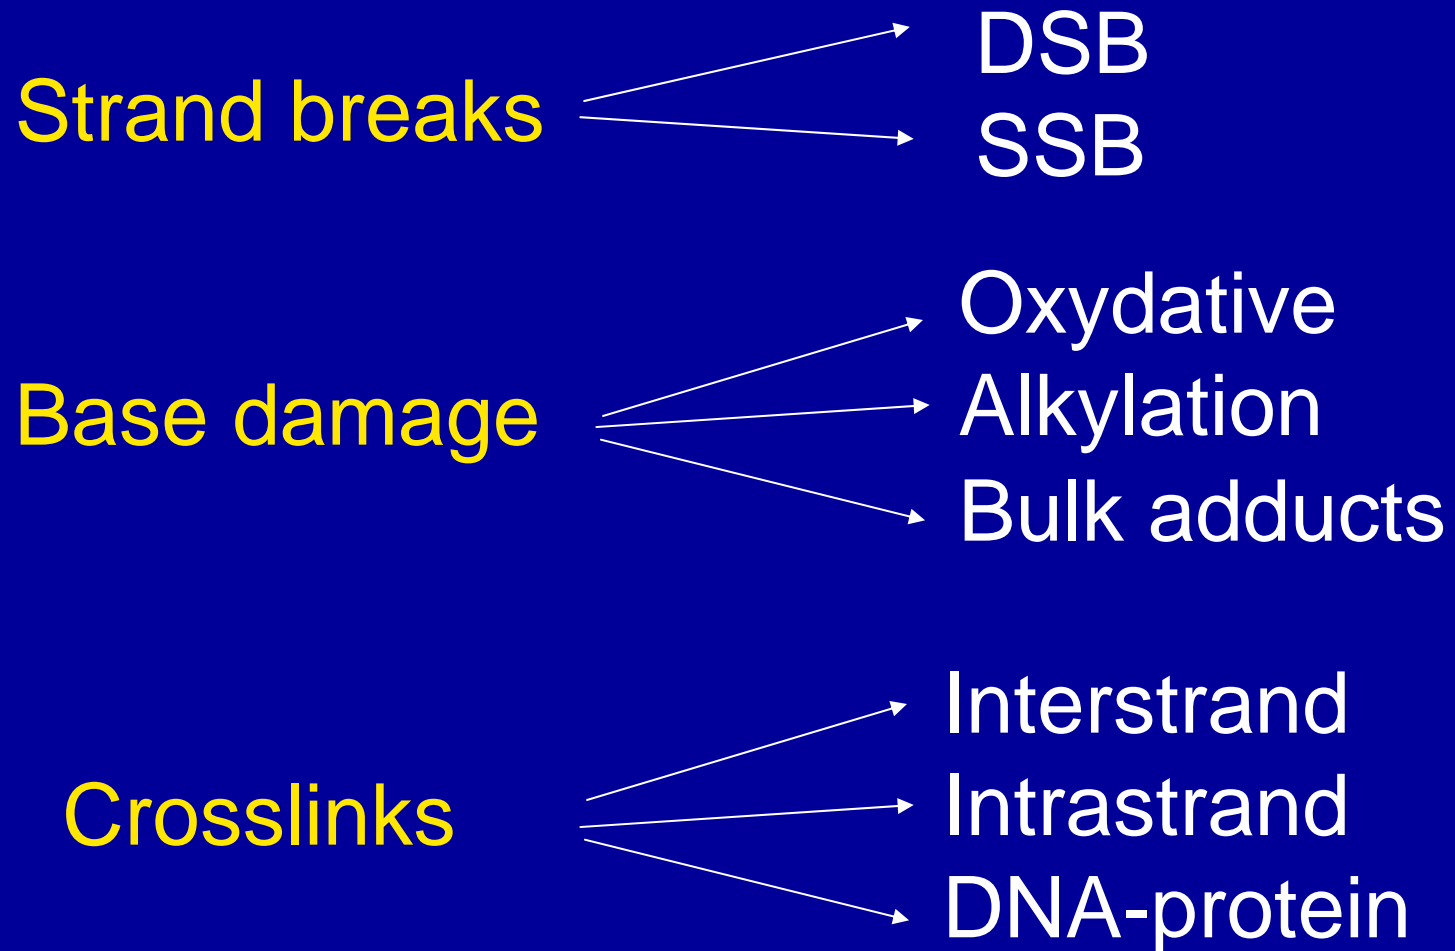 Strand breaks
DSB
SSB
Base damage
Oxydative
Alkylation
Bulk adducts
Crosslinks
Interstrand
Intrastrand
DNA-protein